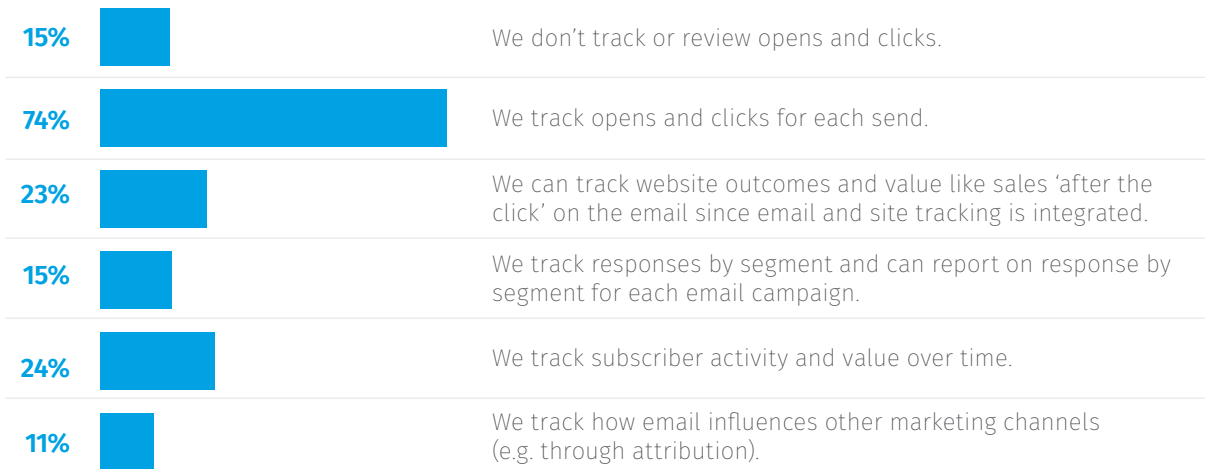 15%
We don’t track or review opens and clicks.
74%
We track opens and clicks for each send.
23%
We can track website outcomes and value like sales ‘after the
click’ on the email since email and site tracking is integrated.
15%
We track responses by segment and can report on response by
segment for each email campaign.
24%
We track subscriber activity and value over time.
11%
We track how email influences other marketing channels
(e.g. through attribution).